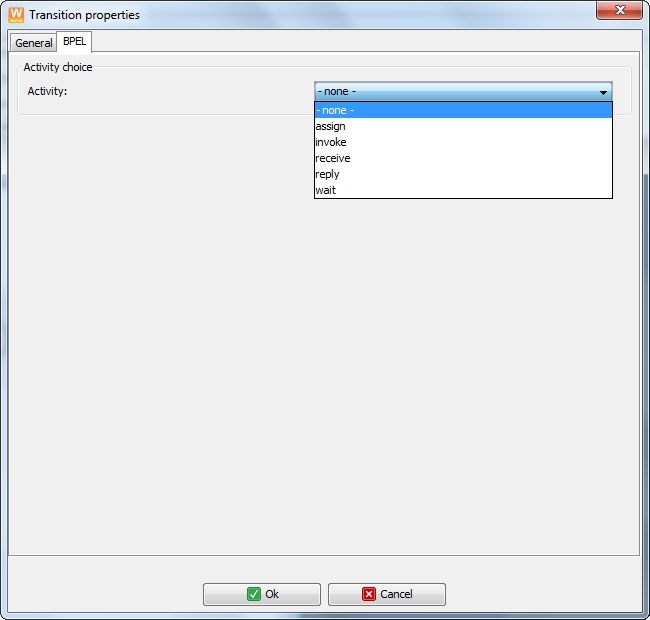 W Transition properties
General BPEL
Activity choice
Activity: - none -
- none -
assign
invoke
receive
reply
wait
Ok Cancel